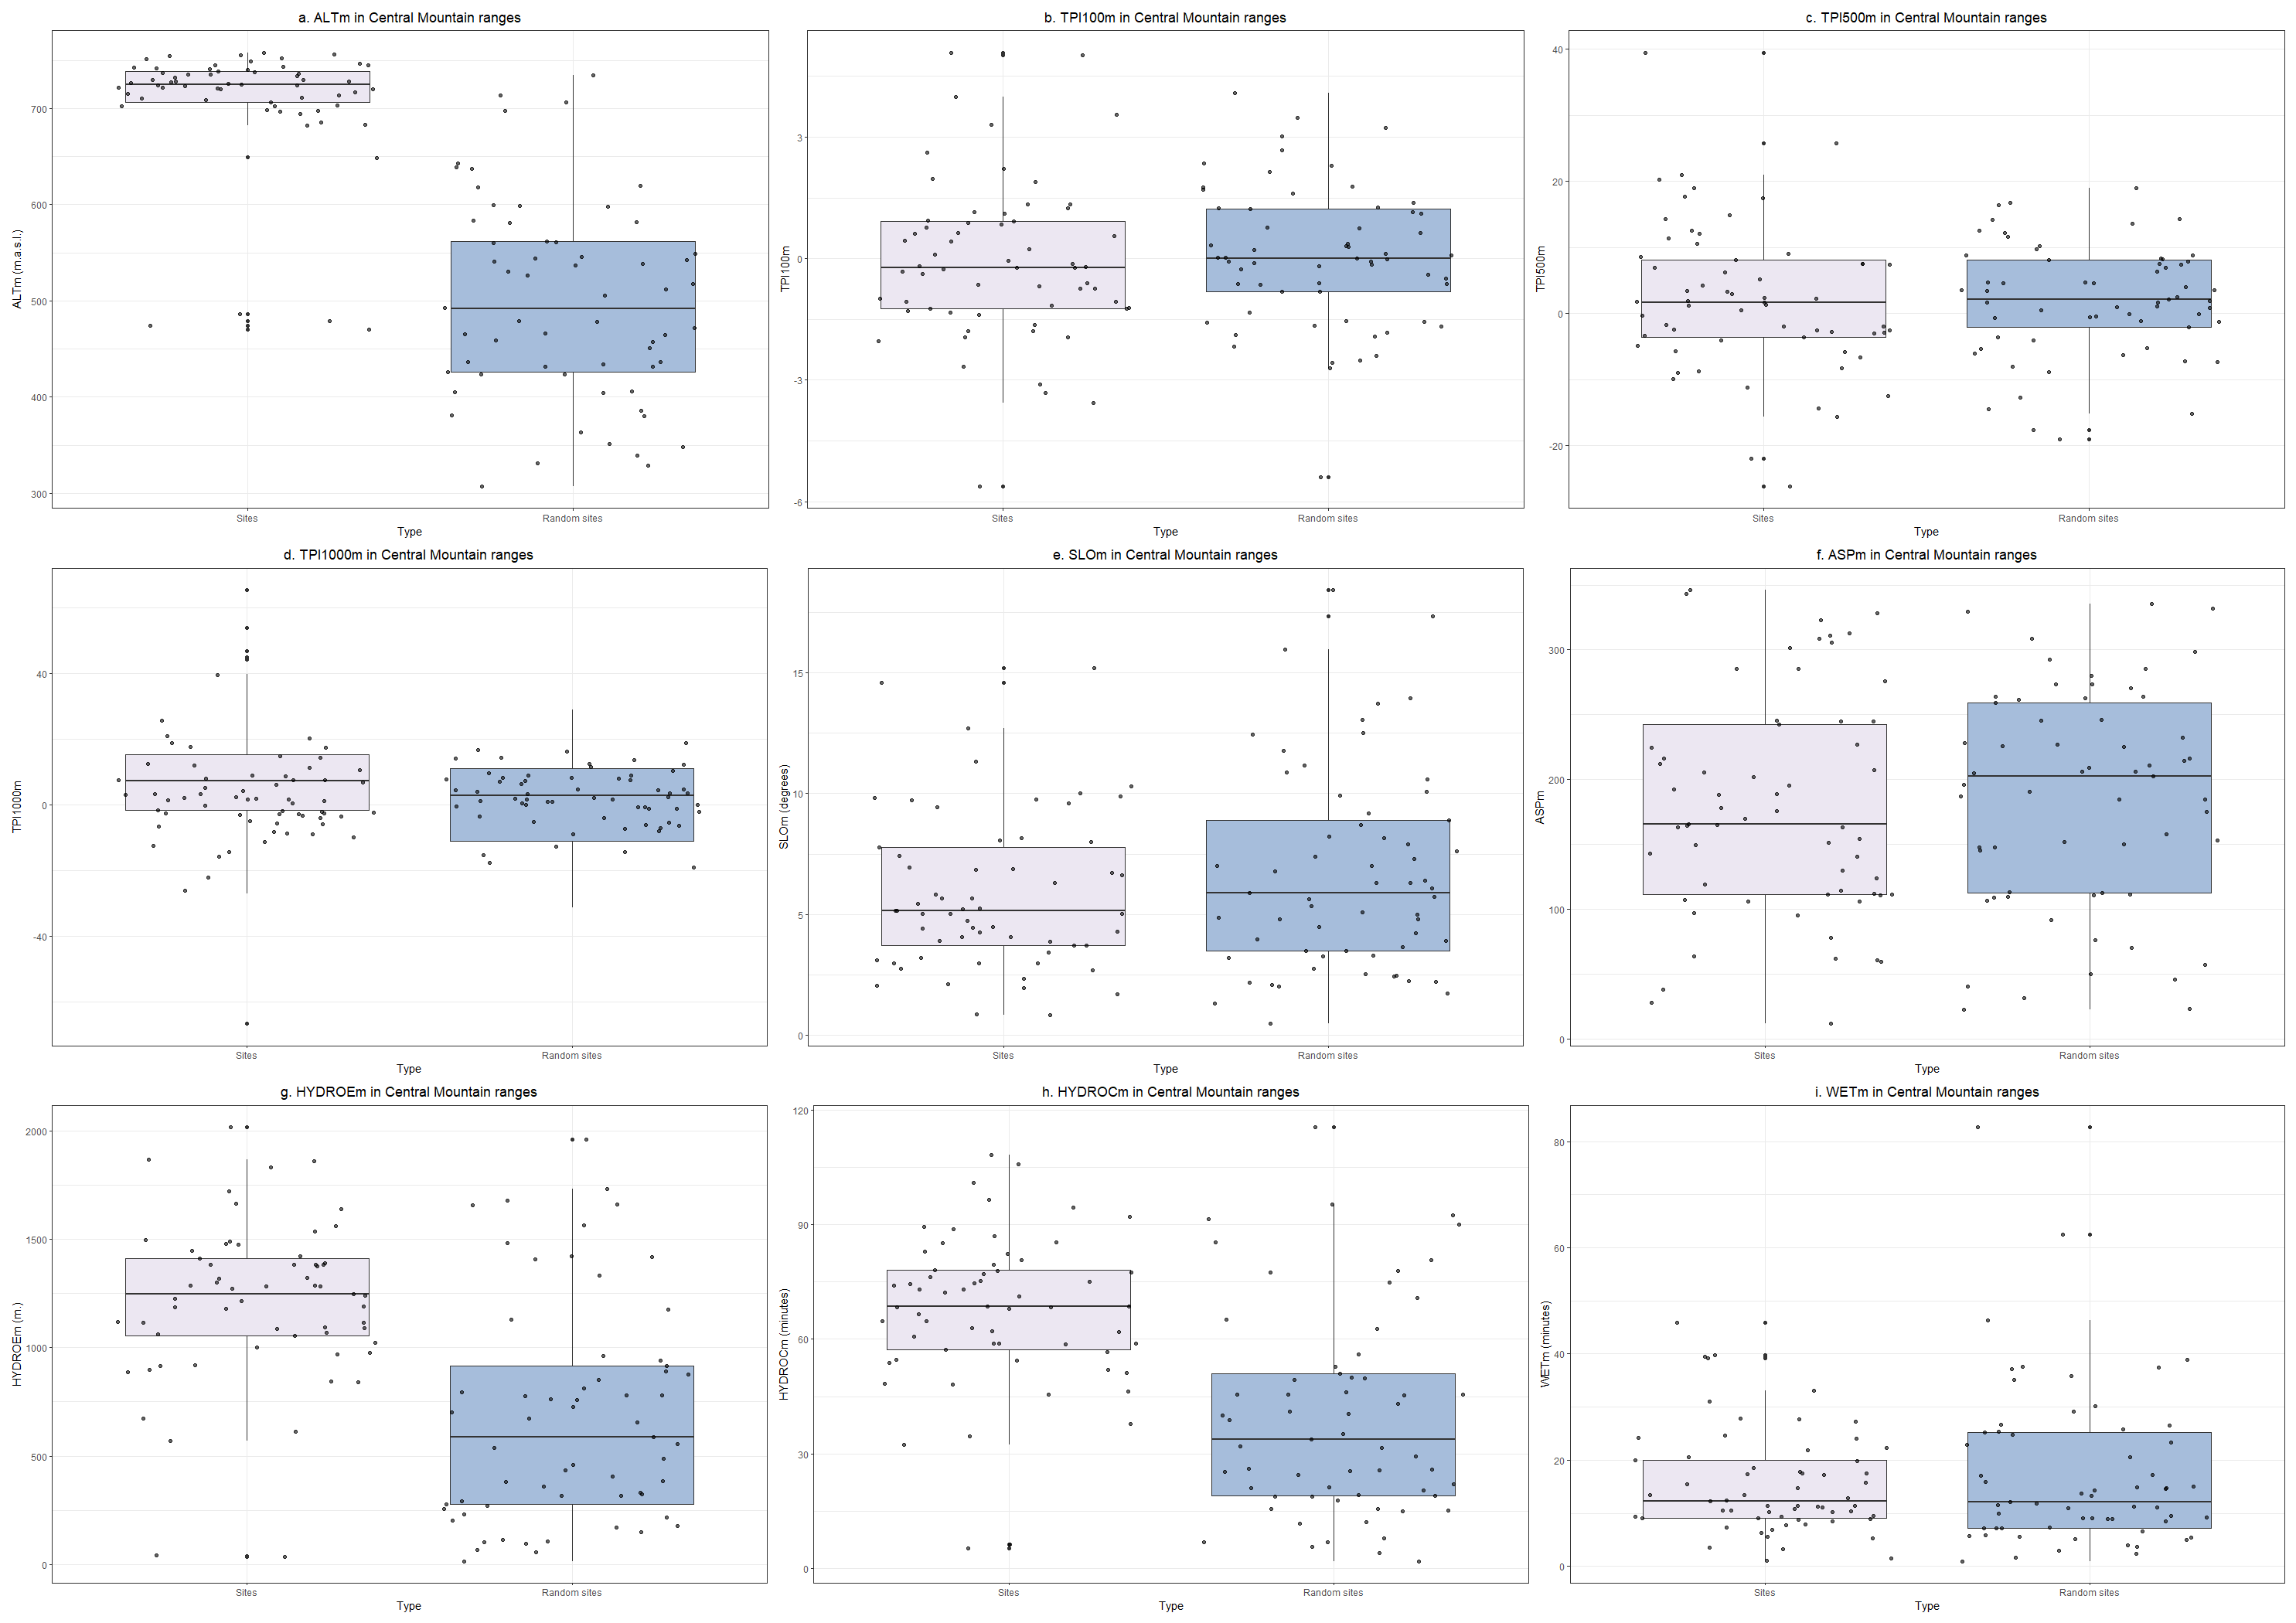 a. ALTm in Central Mountain ranges
ALTm (m.a.s.l.)
700
600
500
400
300
Sites
Random sites
Type
b. TPI100m in Central Mountain ranges
TPI100m
3
0
-3
-6
Sites
Random sites
Type
c. TPI500m in Central Mountain ranges
TPI500m
40
20
0
-20
Sites
Random sites
Type
d. TPI1000m in Central Mountain ranges
TPI1000m
40
0
-40
Sites
Random sites
Type
e. SLOm in Central Mountain ranges
SLOm (degrees)
15
10
5
0
Sites
Random sites
Type
f. ASPm in Central Mountain ranges
ASPm
300
200
100
0
Sites
Random sites
Type
g. HYDROEm in Central Mountain ranges
HYDROEm (m.)
2000
1500
1000
500
0
Sites
Random sites
Type
h. HYDROCm in Central Mountain ranges
HYDROCm (minutes)
120
90
60
30
0
Sites
Random sites
Type
i. WETm in Central Mountain ranges
WETm (minutes)
80
60
40
20
0
Sites
Random sites
Type